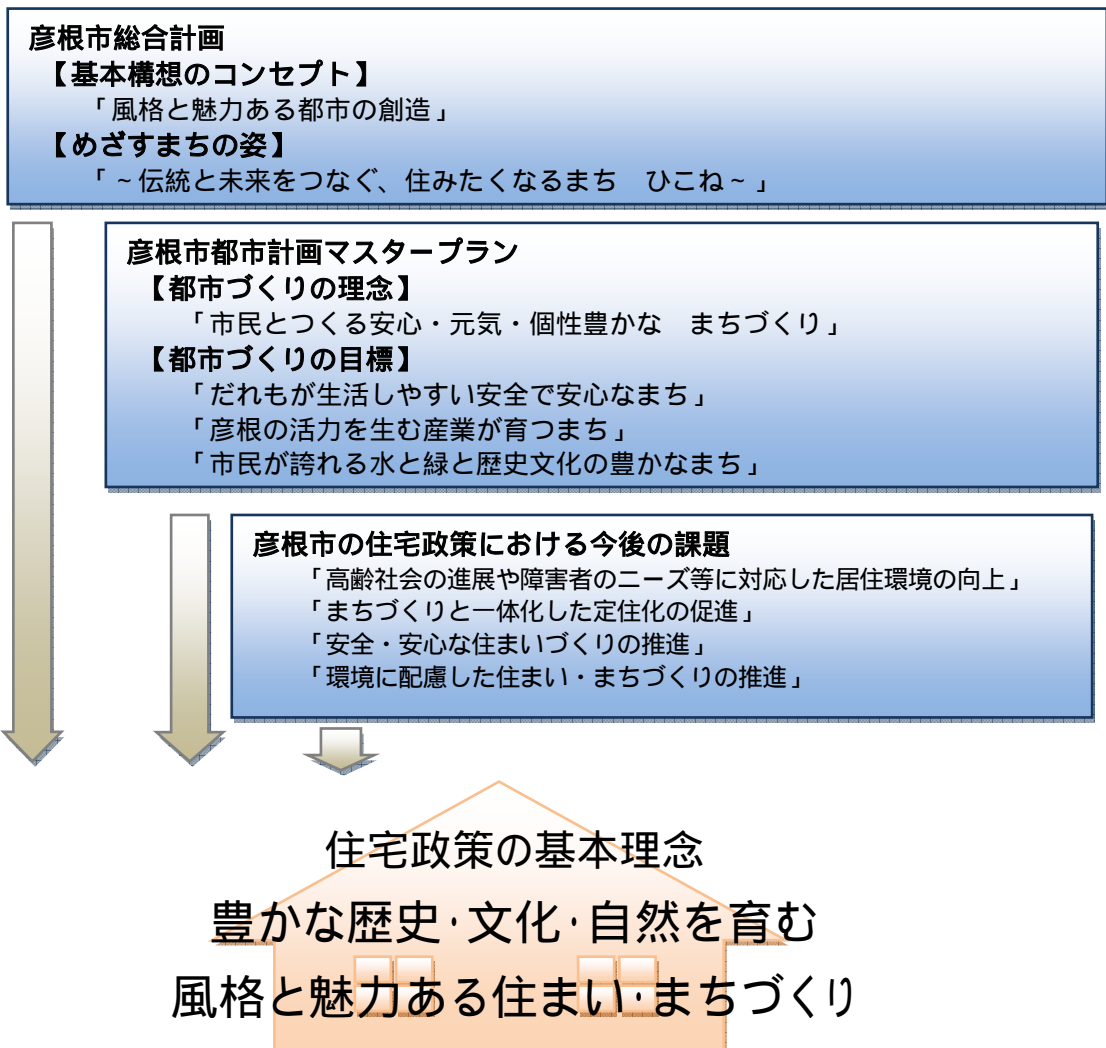 彦根市総合計画
【基本構想のコンセプト】
「風格と魅力ある都市の創造」
【めざすまちの姿】
「~伝統と未来をつなぐ、住みたくなるまち　ひこね~」
彦根市都市計画マスタープラン
【都市づくりの理念】
「市民とつくる安心・元気・個性豊かな　まちづくり」
【都市づくりの目標】
「だれもが生活しやすい安全で安心なまち」
「彦根の活力を生む産業が育つまち」
「市民が誇れる水と緑と歴史文化の豊かなまち」
彦根市の住宅政策における今後の課題
「高齢社会の進展や障害者のニーズ等に対応した居住環境の向上」
「まちづくりと一体化した定住化の促進」
「安全・安心な住まいづくりの推進」
「環境に配慮した住まい・まちづくりの推進」
住宅政策の基本理念
豊かな歴史・文化・自然を育む
風格と魅力ある住まい・まちづくり